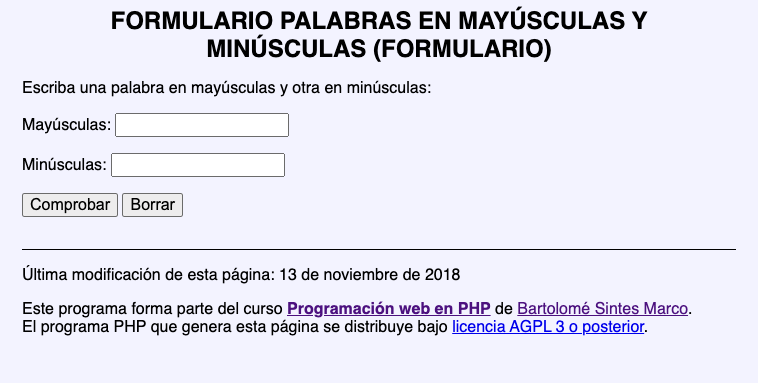 FORMULARIO PALABRAS EN MAYÚSCULAS Y
MINÚSCULAS (FORMULARIO)
Escriba una palabra en mayúsculas y otra en minúsculas:
Mayúsculas:
Minúsculas:
Comprobar Borrar
Última modificación de esta página: 13 de noviembre de 2018
Este programa forma parte del curso Programación web en PHP de Bartolomé Sintes Marco.
El programa PHP que genera esta página se distribuye bajo licencia AGPL 3 o posterior.